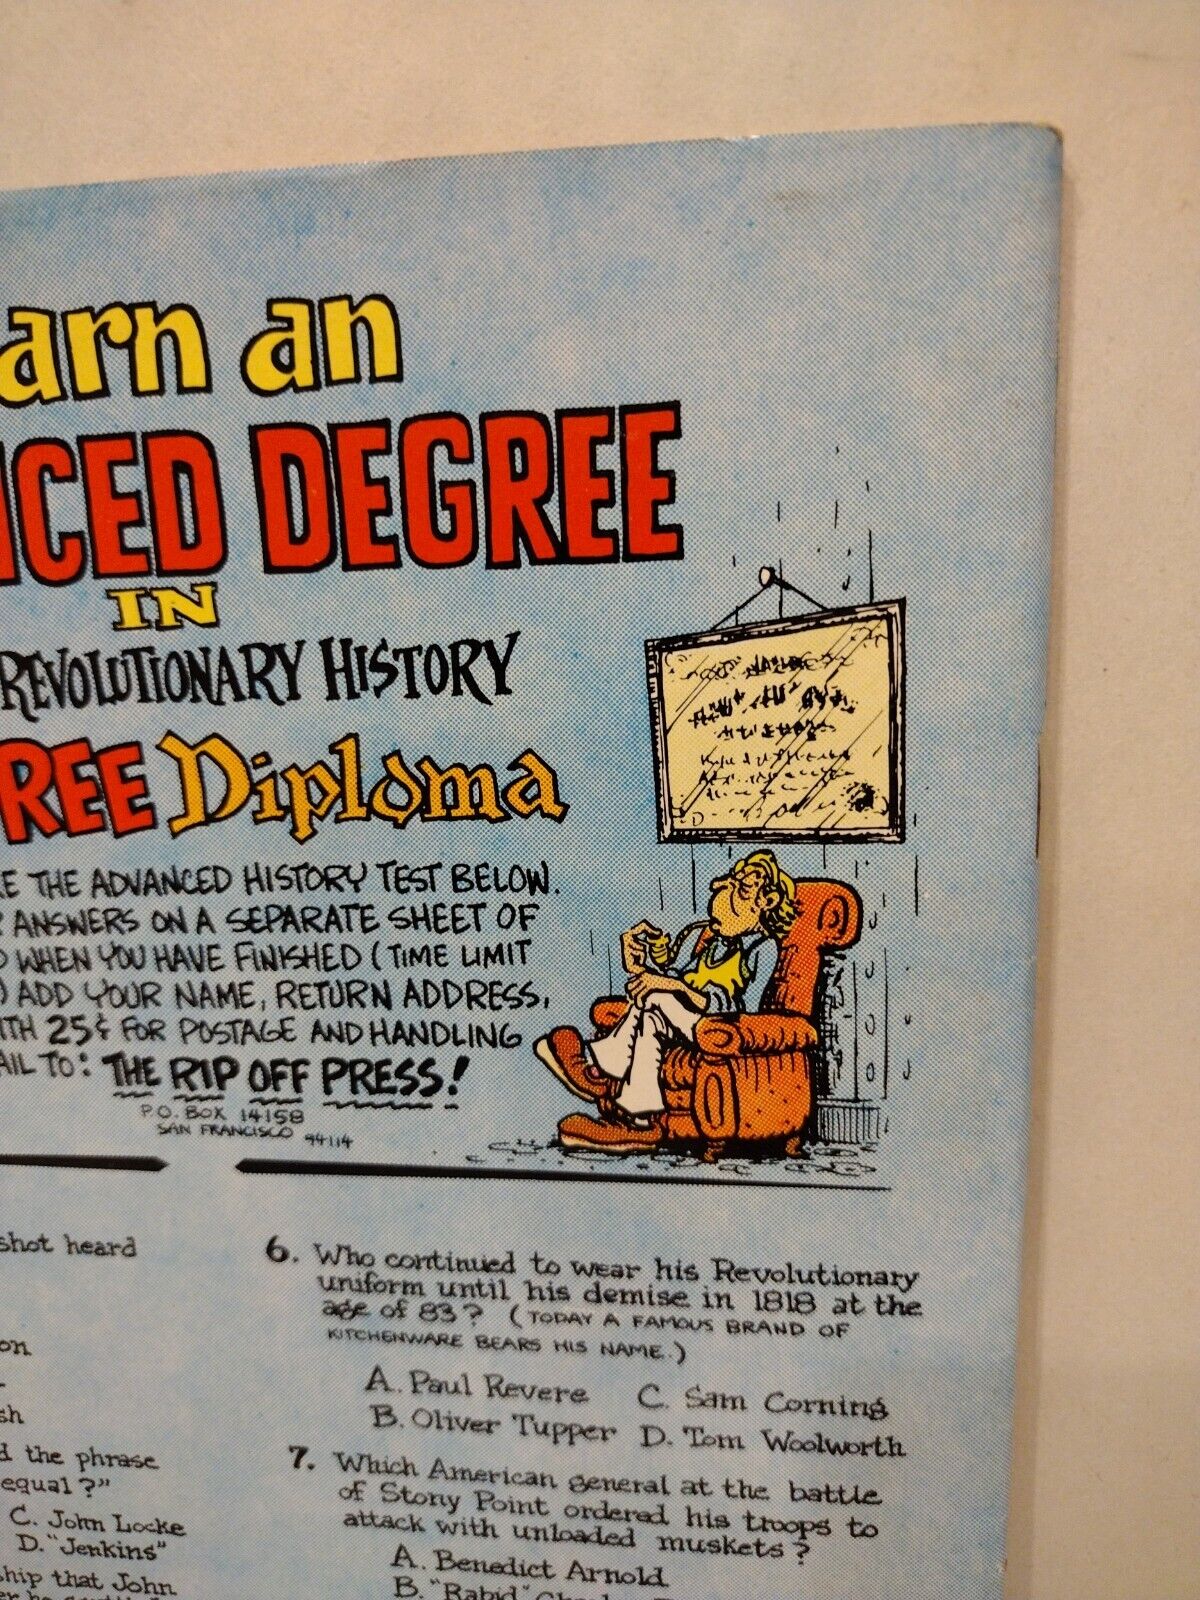 arn an
NCED DEGREE
IN
REVOLUTIONARY HISTORY
REE Diploma
THE ADVANCED HISTORY TEST BELOW.
ANSWERS ON A SEPARATE SHEET OF
WHEN YOU HAVE FINISHED (TIME LIMIT
) ADD YOUR NAME, RETURN ADDRESS,
ITH 25¢ FOR POSTAGE AND HANDLING
AIL TO: THE RIP OFF PRESS!
P.O. BOX 14158
SAN FRANCISCO 94114
shot heard
on
sh
d the phrase
equal?"
C. John Locke
D. "Jenkins"
ship that John
6. Who continued to wear his Revolutionary
uniform until his demise in 1818 at the
age of 83? (TODAY A FAMOUS BRAND OF
KITCHENWARE BEARS HIS NAME.)
A. Paul Revere C. Sam Corning
B. Oliver Tupper D. Tom Woolworth
7. Which American general at the battle
of Stony Point ordered his troops to
attack with unloaded muskets?
A. Benedict Arnold
B. "Rabid"